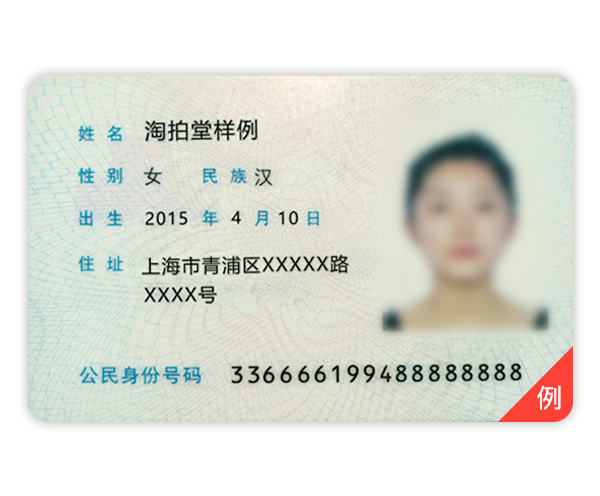 姓名 淘拍堂样例
性别 女 民族 汉
出生 2015 年 4 月 10 日
住址 上海市青浦区XXXXX路
XXXX号
公民身份号码 336666199488888888
例